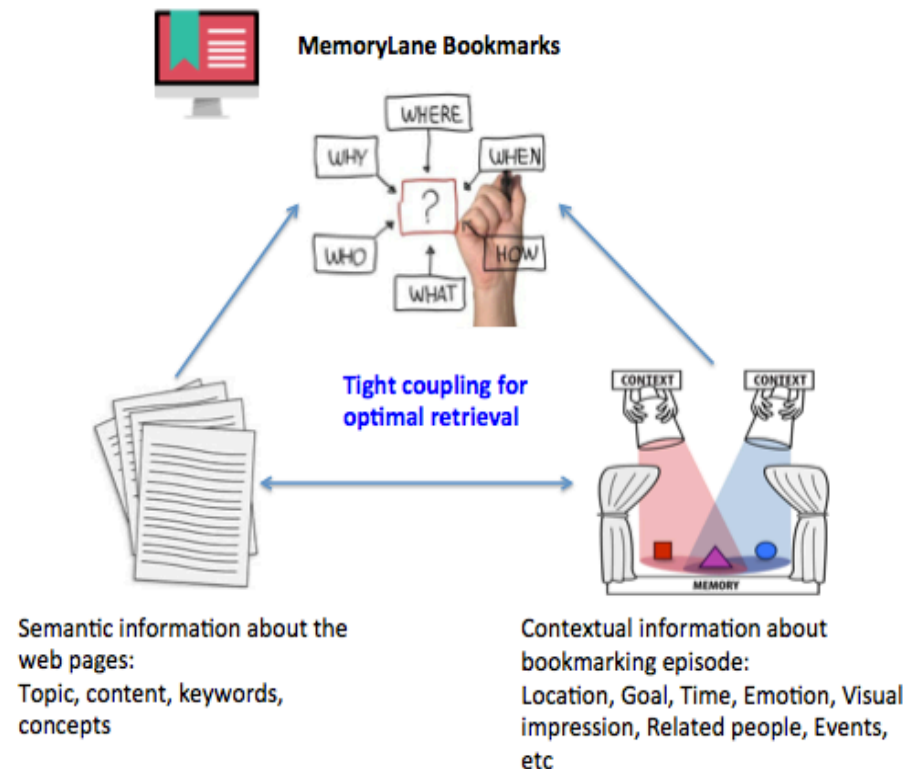 MemoryLane Bookmarks
WHERE
WHY
WHEN
?
WHO
HOW
WHAT
Tight coupling for
optimal retrieval
CONTEXT
CONTEXT
MEMORY
Semantic information about the
web pages:
Topic, content, keywords,
concepts
Contextual information about
bookmarking episode:
Location, Goal, Time, Emotion, Visual
impression, Related people, Events,
etc